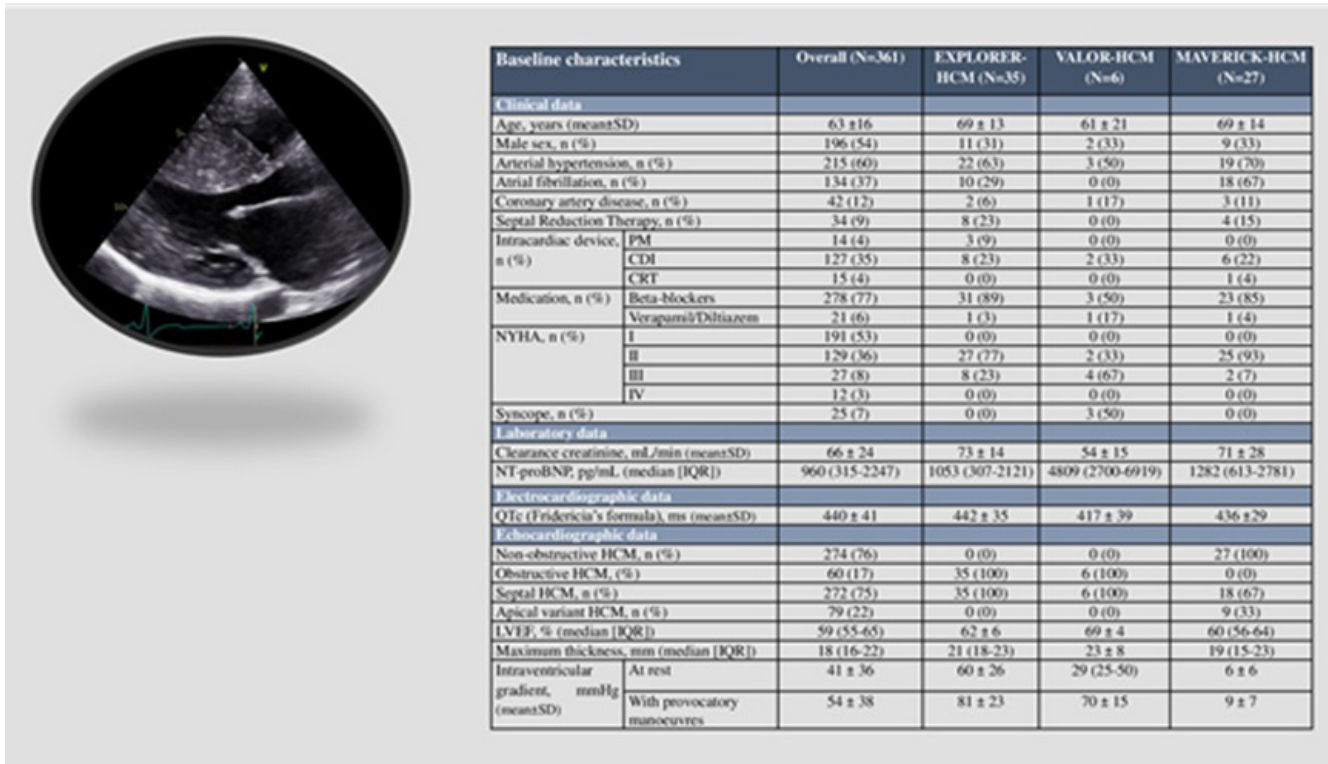 V
5
10
Baseline characteristics Overall (N=361) EXPLORER-HCM (N=35) VALOR-HCM (N=6) MAVERICK-HCM (N=27)
Clinical data
Age, years (mean±SD) 63 ±16 69 ± 13 61 ± 21 69 ± 14
Male sex, n (%) 196 (54) 11 (31) 2 (33) 9 (33)
Arterial hypertension, n (%) 215 (60) 22 (63) 3 (50) 19 (70)
Atrial fibrillation, n (%) 134 (37) 10 (29) 0 (0) 18 (67)
Coronary artery disease, n (%) 42 (12) 2 (6) 1 (17) 3 (11)
Septal Reduction Therapy, n (%) 34 (9) 8 (23) 0 (0) 4 (15)
Intracardiac device, n (%) PM 14 (4) 3 (9) 0 (0) 0 (0)
CDI 127 (35) 8 (23) 2 (33) 6 (22)
CRT 15 (4) 0 (0) 0 (0) 1 (4)
Medication, n (%) Beta-blockers 278 (77) 31 (89) 3 (50) 23 (85)
Verapamil/Diltiazem 21 (6) 1 (3) 1 (17) 1 (4)
NYHA, n (%) I 191 (53) 0 (0) 0 (0) 0 (0)
II 129 (36) 27 (77) 2 (33) 25 (93)
III 27 (8) 8 (23) 4 (67) 2 (7)
IV 12 (3) 0 (0) 0 (0) 0 (0)
Syncope, n (%) 25 (7) 0 (0) 3 (50) 0 (0)
Laboratory data
Clearance creatinine, mL/min (mean±SD) 66 ± 24 73 ± 14 54 ± 15 71 ± 28
NT-proBNP, pg/mL (median [IQR]) 960 (315-2247) 1053 (307-2121) 4809 (2700-6919) 1282 (613-2781)
Electrocardiographic data
QTc (Fridericia's formula), ms (mean±SD) 440 ± 41 442 ± 35 417 ± 39 436 ±29
Echocardiographic data
Non-obstructive HCM, n (%) 274 (76) 0 (0) 0 (0) 27 (100)
Obstructive HCM, (%) 60 (17) 35 (100) 6 (100) 0 (0)
Septal HCM, n (%) 272 (75) 35 (100) 6 (100) 18 (67)
Apical variant HCM, n (%) 79 (22) 0 (0) 0 (0) 9 (33)
LVEF, % (median [IQR]) 59 (55-65) 62 ± 6 69 ± 4 60 (56-64)
Maximum thickness, mm (median [IQR]) 18 (16-22) 21 (18-23) 23 ± 8 19 (15-23)
Intraventricular gradient, mmHg (mean±SD) At rest 41 ± 36 60 ± 26 29 (25-50) 6 ± 6
With provocatory manoeuvres 54 ± 38 81 ± 23 70 ± 15 9 ± 7